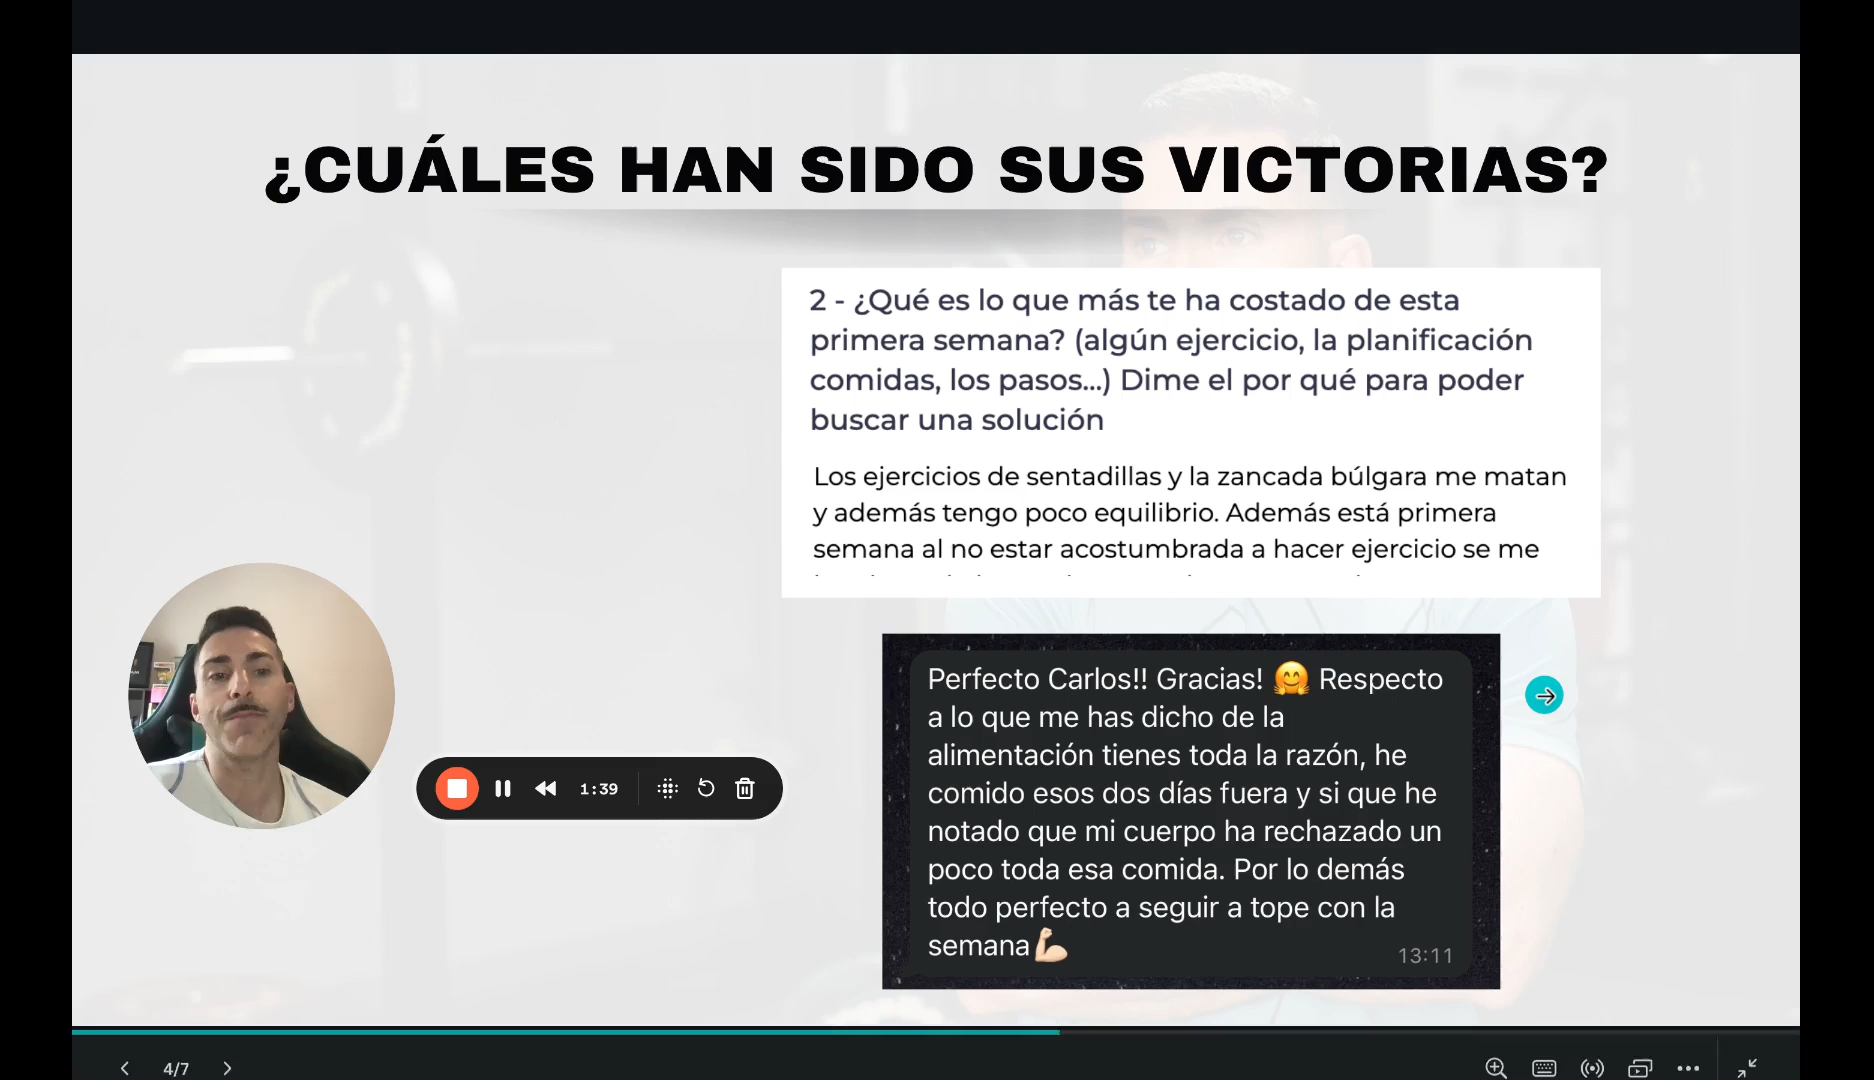 ¿CUÁLES HAN SIDO SUS VICTORIAS?
2 - ¿Qué es lo que más te ha costado de esta
primera semana? (algún ejercicio, la planificación
comidas, los pasos...) Dime el por qué para poder
buscar una solución
Los ejercicios de sentadillas y la zancada búlgara me matan
y además tengo poco equilibrio. Además está primera
semana al no estar acostumbrada a hacer ejercicio se me
Perfecto Carlos!! Gracias! 🤗 Respecto
a lo que me has dicho de la
alimentación tienes toda la razón, he
comido esos dos días fuera y si que he
notado que mi cuerpo ha rechazado un
poco toda esa comida. Por lo demás
todo perfecto a seguir a tope con la
semana💪🏻
13:11
1:39
4/7